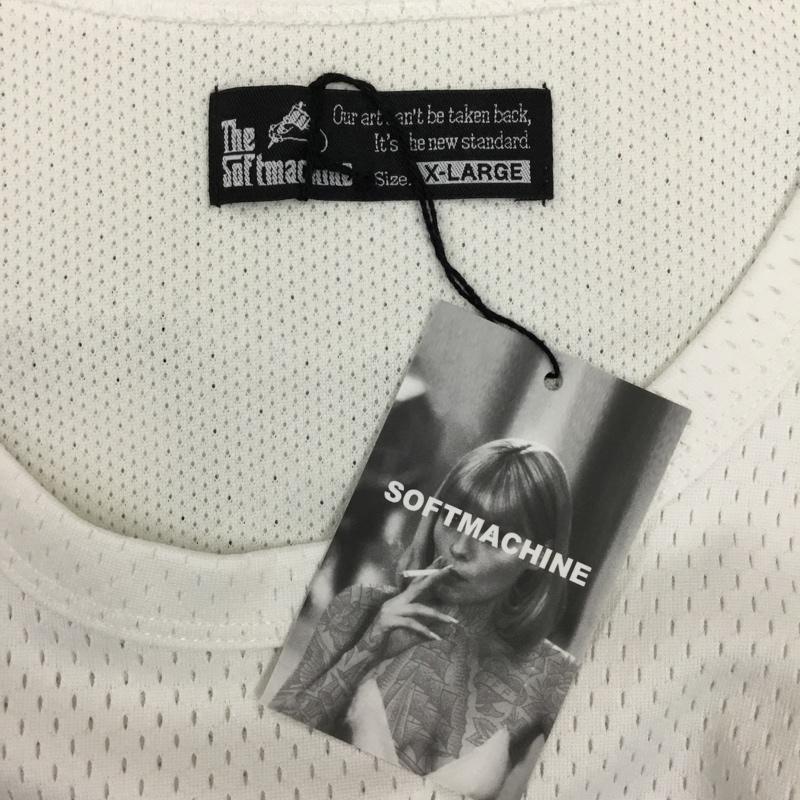 The
Softmachine
Our art can't be taken back,
It's the new standard.
Size. X-LARGE
SOFTMACHINE